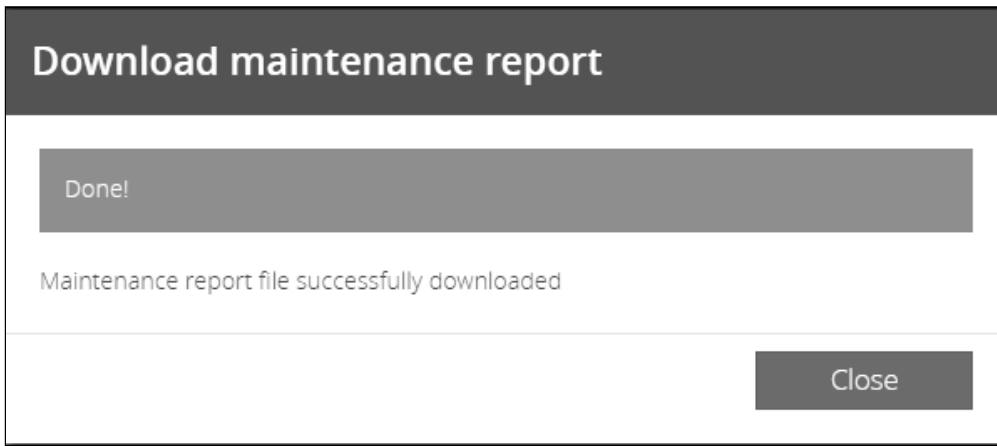 Download maintenance report
Done!
Maintenance report file successfully downloaded
Close